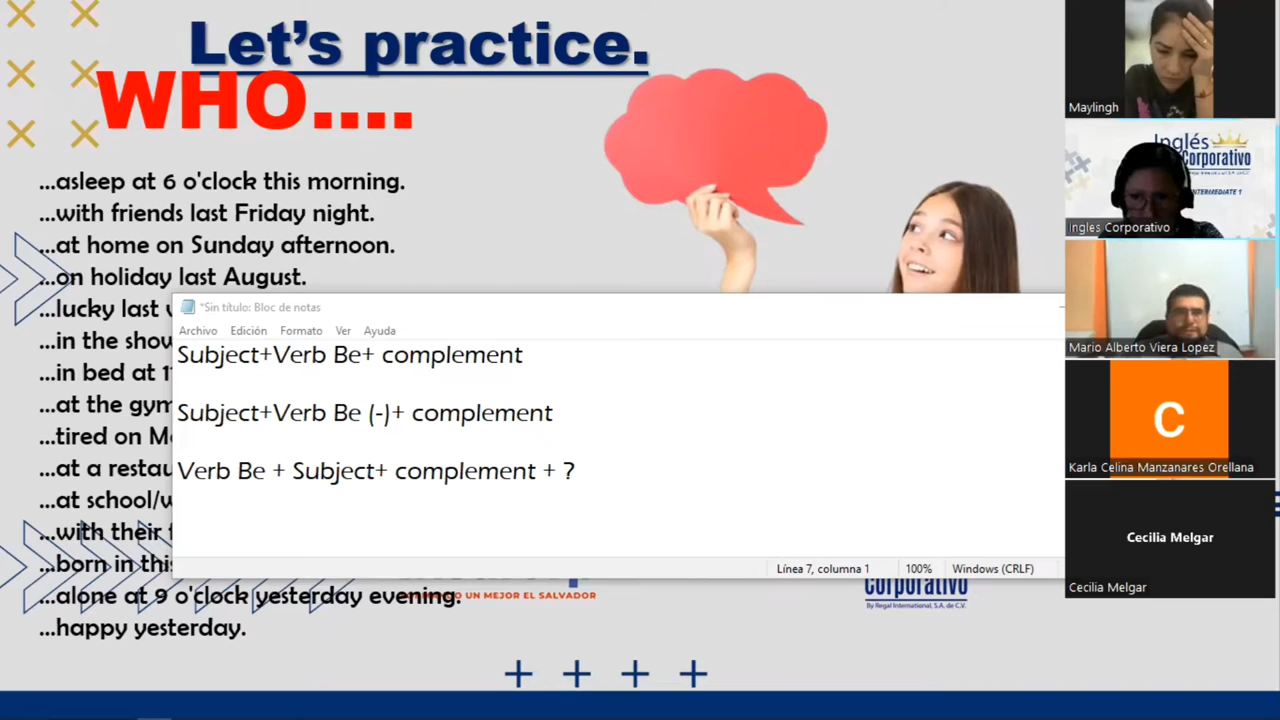 Let's practice.
WHO....
...asleep at 6 o'clock this morning.
...with friends last Friday night.
...at home on Sunday afternoon.
...on holiday last August.
...lucky last
...in the
...in bed at
...at the gym
...tired on
...at a
...at
...with their
...born in this
...alone at 9 o'clock yesterday evening.
...happy yesterday.
*Sin título: Bloc de notas
Archivo Edición Formato Ver Ayuda
Subject+Verb Be+ complement
Subject+Verb Be (-)+ complement
Verb Be + Subject+ complement + ?
Línea 7, columna 1 100% Windows (CRLF)
UN MEJOR EL SALVADOR
Corporativo
By Regal International, S.A. de C.V.
Maylingh
Inglés
Corporativo
INTERMEDIATE 1
Ingles Corporativo
Mario Alberto Viera Lopez
C
Karla Celina Manzanares Orellana
Cecilia Melgar
Cecilia Melgar